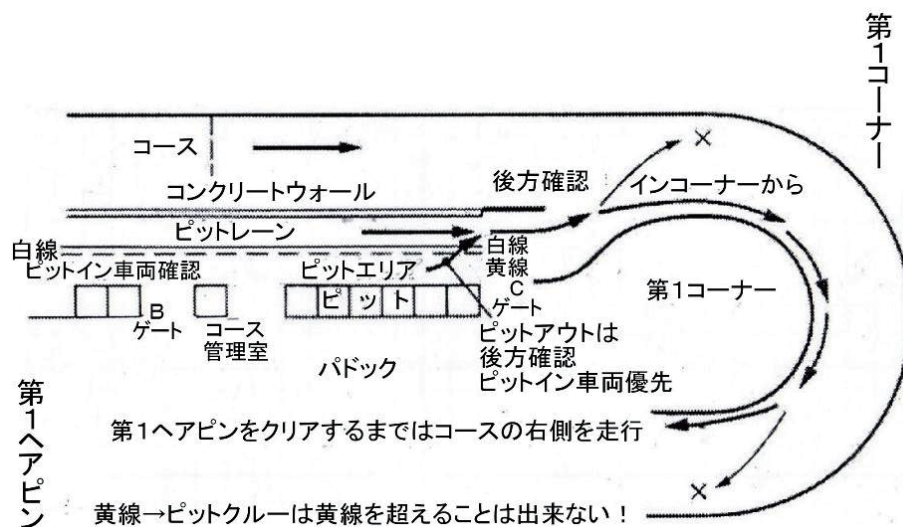 第1コーナー
コース
コンクリートウォール
後方確認
インコーナーから
ピットレーン
白線
白線
ピットイン車両確認
ピットエリア
黄線
C
ゲート
第1コーナー
ピット
B
ゲート
コース
管理室
ピットアウトは
後方確認
ピットイン車両優先
パドック
第1ヘアピン
第1ヘアピンをクリアするまではコースの右側を走行
黄線→ピットクルーは黄線を超えることは出来ない！